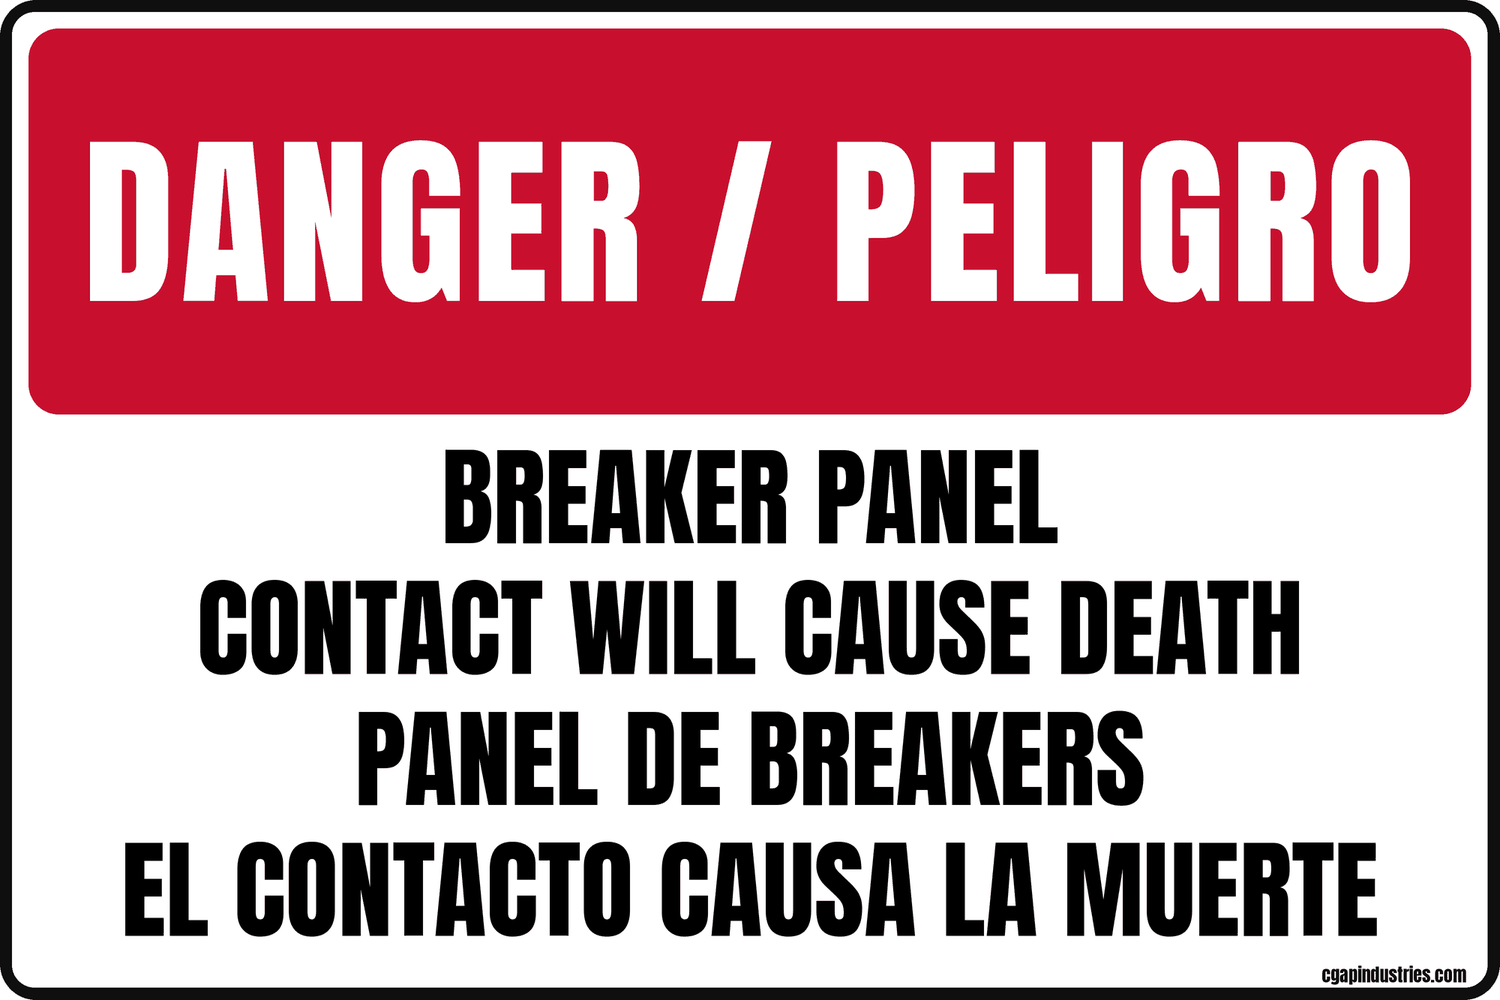 DANGER / PELIGRO
BREAKER PANEL
CONTACT WILL CAUSE DEATH
PANEL DE BREAKERS
EL CONTACTO CAUSA LA MUERTE
cgapindustries.com